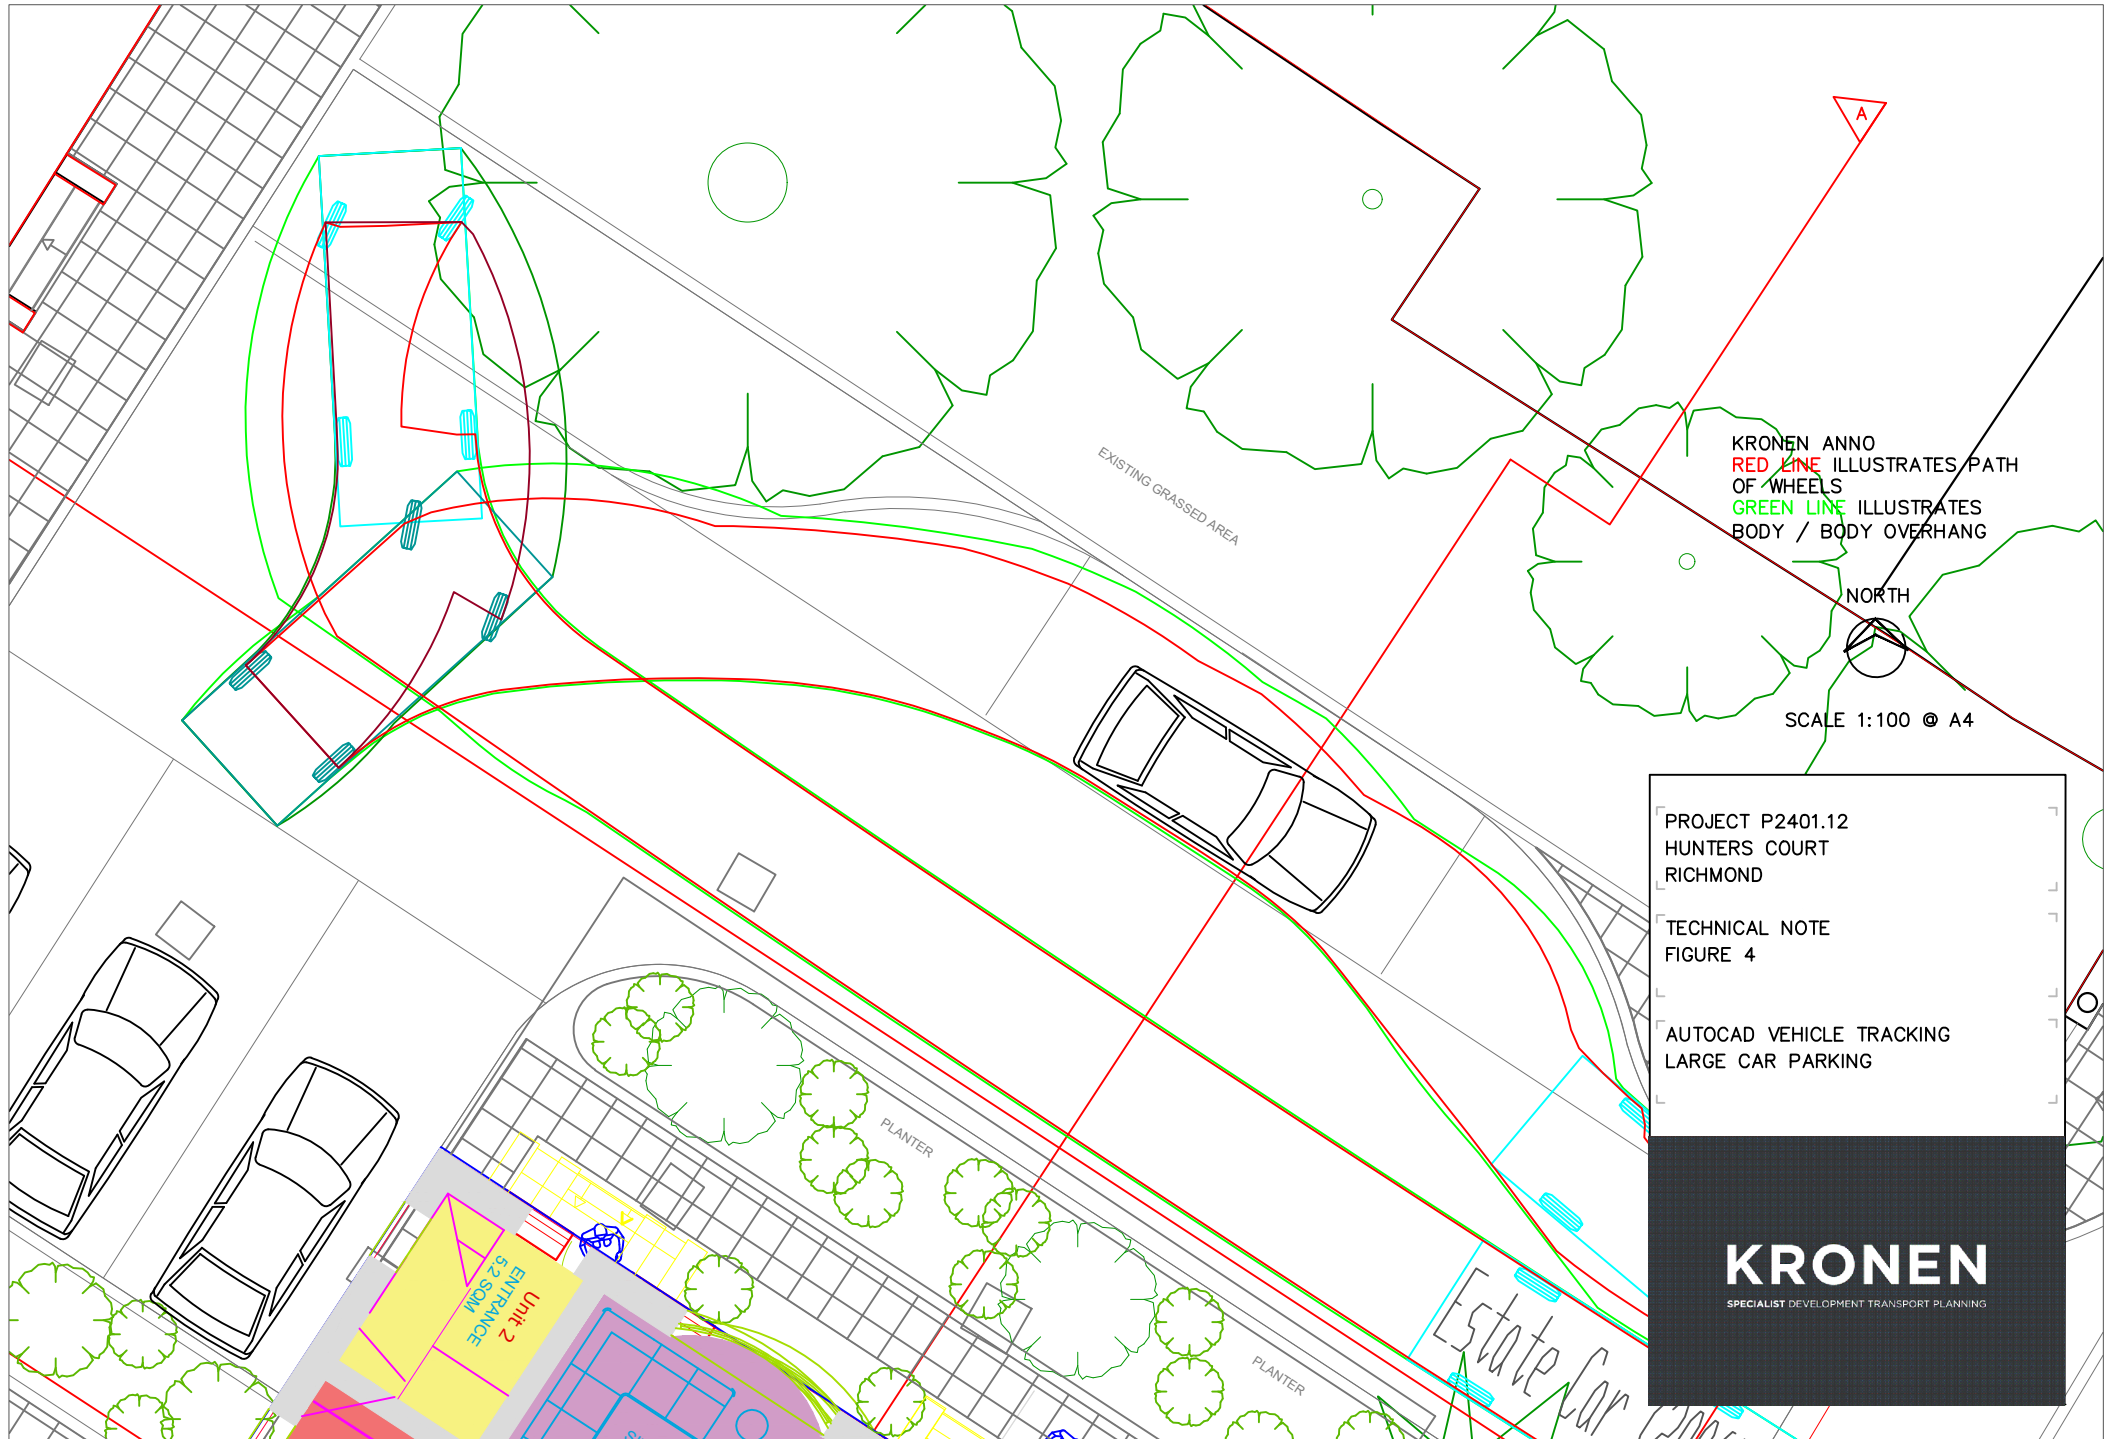 A
EXISTING GRASSED AREA
KRONEN ANNO
RED LINE ILLUSTRATES PATH
OF WHEELS
GREEN LINE ILLUSTRATES
BODY / BODY OVERHANG
NORTH
SCALE 1:100 @ A4
PROJECT P2401.12
HUNTERS COURT
RICHMOND
TECHNICAL NOTE
FIGURE 4
AUTOCAD VEHICLE TRACKING
LARGE CAR PARKING
KRONEN
SPECIALIST DEVELOPMENT TRANSPORT PLANNING
PLANTER
PLANTER
Unit 2
ENTRANCE
5.2 SQM
Estate Car